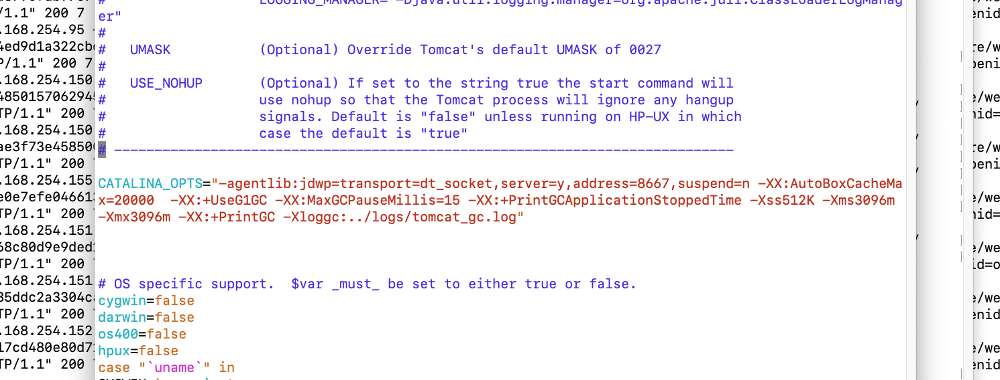 # LOGGING_MANAGER="-Djava.util.logging.manager=org.apache.juli.ClassLoaderLogManag
er"
#
# UMASK (Optional) Override Tomcat's default UMASK of 0027
#
# USE_NOHUP (Optional) If set to the string true the start command will
# use nohup so that the Tomcat process will ignore any hangup
# signals. Default is "false" unless running on HP-UX in which
# case the default is "true"
# -----------------------------------------------------------------------------
CATALINA_OPTS="-agentlib:jdwp=transport=dt_socket,server=y,address=8667,suspend=n -XX:AutoBoxCacheMa
x=20000  -XX:+UseG1GC -XX:MaxGCPauseMillis=15 -XX:+PrintGCApplicationStoppedTime -Xss512K -Xms3096m
-Xmx3096m -XX:+PrintGC -Xloggc:../logs/tomcat_gc.log"
# OS specific support.  $var _must_ be set to either true or false.
cygwin=false
darwin=false
os400=false
hpux=false
case "`uname`" in
/1.1" 200 7
.168.254.95 -
4ed9d1a322cb
P/1.1" 200 7
.168.254.150
485015706294
TP/1.1" 200
.168.254.150
ae3f73e45850
TP/1.1" 200
.168.254.155
e0e7efe04661
TP/1.1" 200
.168.254.151
68c80d9e9ded
TP/1.1" 200
.168.254.151
35ddc2a3304c
TP/1.1" 200
.168.254.152
17cd480e80d7
TP/1.1" 200
enid
re/w
penid
e/we
nid=
re/w
penid
e/we
nid=
e/we
id=o
e/we
enid
e/we
enid